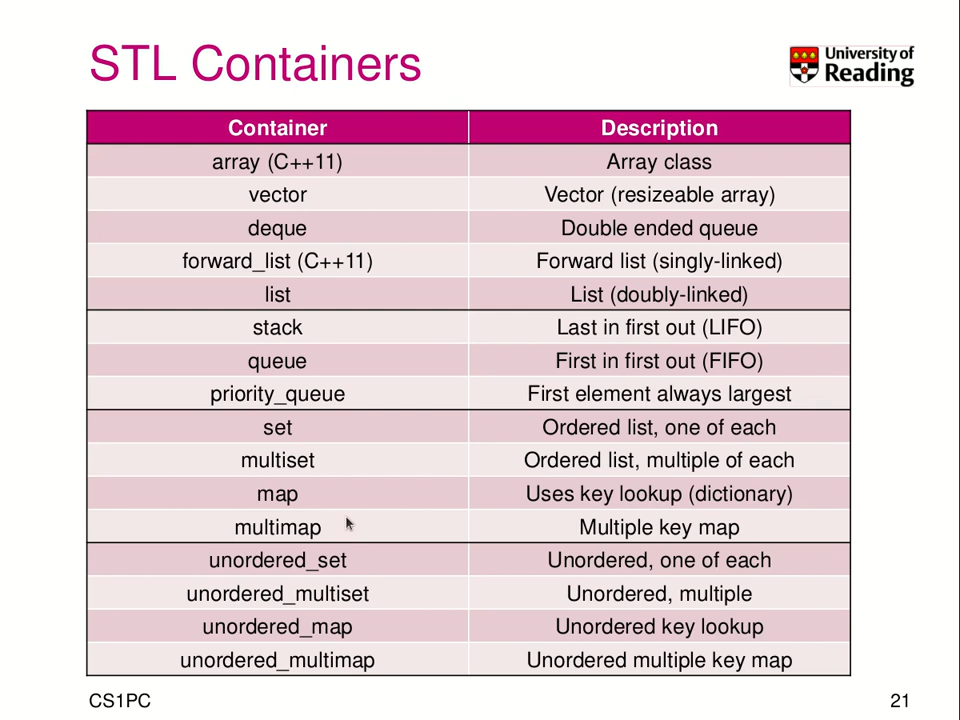 STL Containers
University of
Reading
Container Description
array (C++11) Array class
vector Vector (resizeable array)
deque Double ended queue
forward_list (C++11) Forward list (singly-linked)
list List (doubly-linked)
stack Last in first out (LIFO)
queue First in first out (FIFO)
priority_queue First element always largest
set Ordered list, one of each
multiset Ordered list, multiple of each
map Uses key lookup (dictionary)
multimap Multiple key map
unordered_set Unordered, one of each
unordered_multiset Unordered, multiple
unordered_map Unordered key lookup
unordered_multimap Unordered multiple key map
CS1PC 21